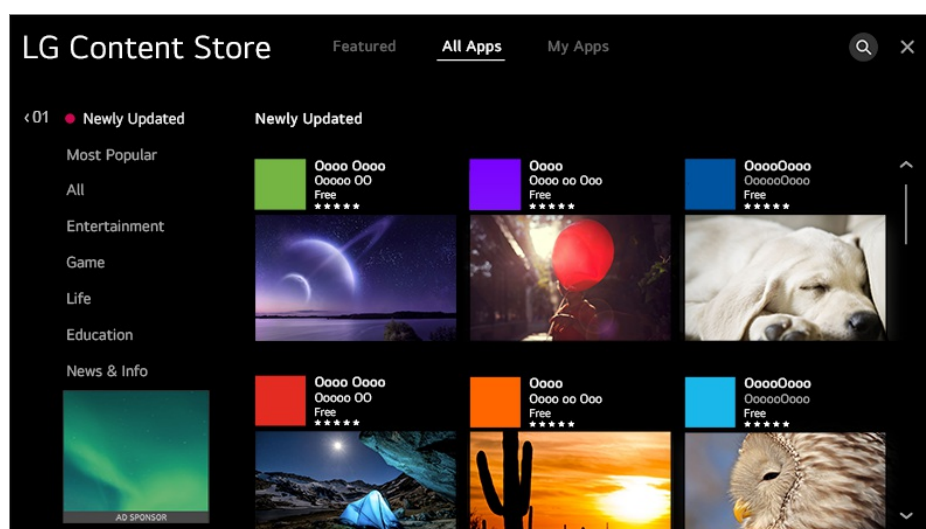 LG Content Store
Featured
All Apps
My Apps
‹01
Newly Updated
Most Popular
All
Entertainment
Game
Life
Education
News & Info
AD SPONSOR
Newly Updated
Oooo Oooo
Ooooo OO
Free
★★★★★
Oooo
Oooo oo Ooo
Free
★★★★★
OoooOooo
OooooOooo
Free
★★★★★
Oooo Oooo
Ooooo OO
Free
★★★★★
Oooo
Oooo oo Ooo
Free
★★★★★
OoooOooo
OooooOooo
Free
★★★★★